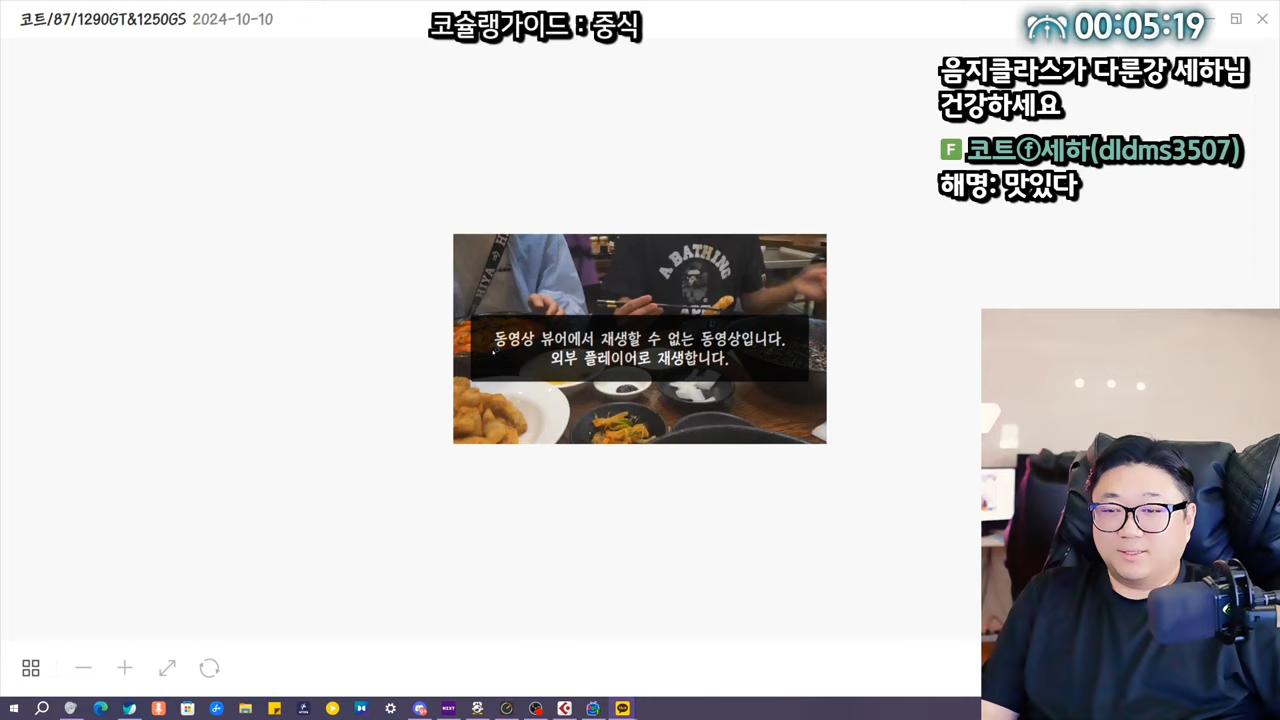 코트/87/1290GT&1250GS 2024-10-10
코슐랭가이드 : 중식
00:05:19
음지클라스가 다룬강 세하님
건강하세요
F 코트ⓕ세하(dldms3507)
해명: 맛있다
HIYA
A BATHING
동영상 뷰어에서 재생할 수 없는 동영상입니다.
외부 플레이어로 재생합니다.
NEXT